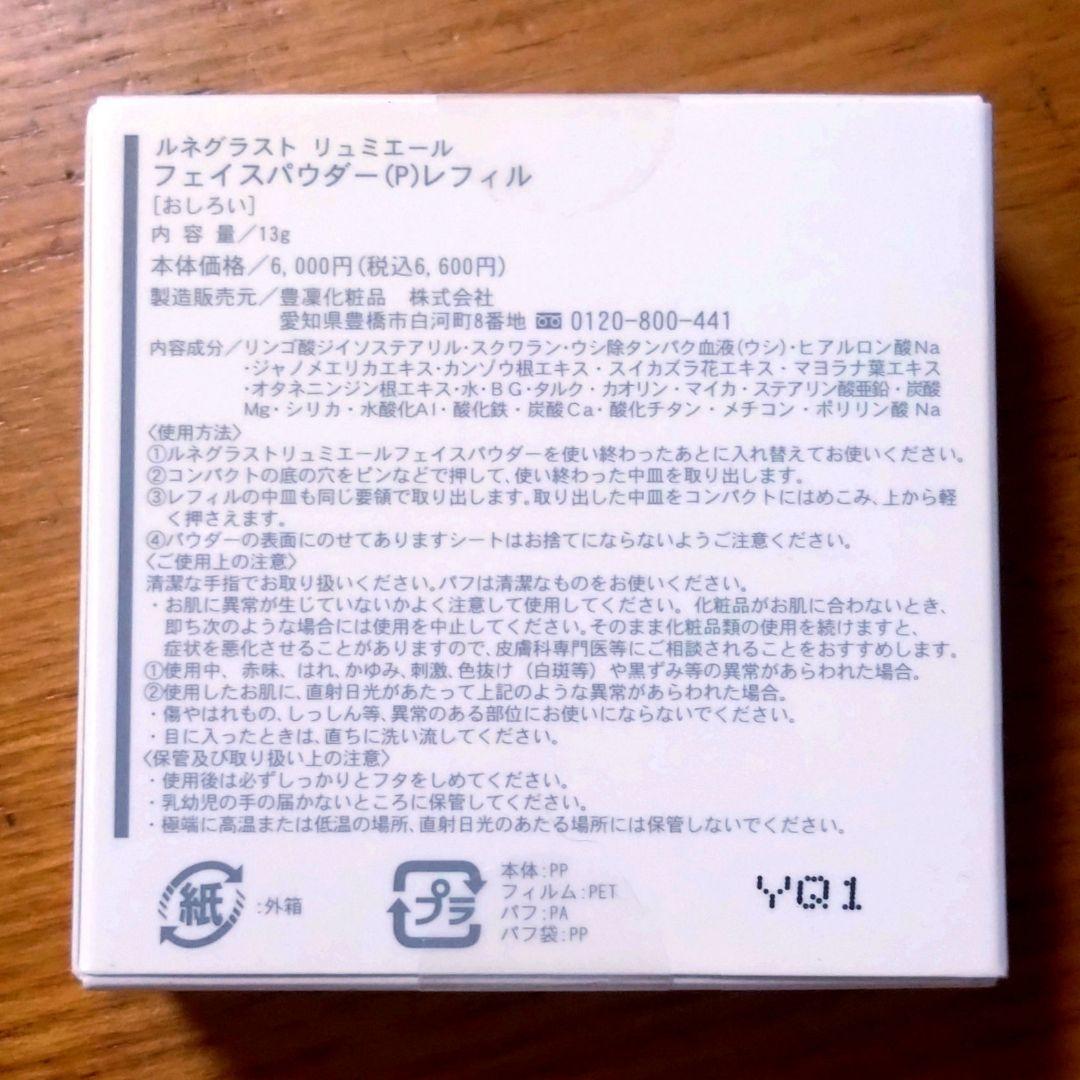 ルネグラスト リュミエール
フェイスパウダー(P)レフィル
[おしろい]
内 容 量／13g
本体価格／6,000円(税込6,600円)
製造販売元／豊凜化粧品　株式会社
愛知県豊橋市白河町8番地 0120-800-441
内容成分／リンゴ酸ジイソステアリル・スクワラン・ウシ除タンパク血液(ウシ)・ヒアルロン酸Na
・ジャノメエリカエキス・カンゾウ根エキス・スイカズラ花エキス・マヨラナ葉エキス
・オタネニンジン根エキス・水・BG・タルク・カオリン・マイカ・ステアリン酸亜鉛・炭酸
Mg・シリカ・水酸化Al・酸化鉄・炭酸Ca・酸化チタン・メチコン・ポリリン酸Na
〈使用方法〉
①ルネグラストリュミエールフェイスパウダーを使い終わったあとに入れ替えてお使いください。
②コンパクトの底の穴をピンなどで押して、使い終わった中皿を取り出します。
③レフィルの中皿も同じ要領で取り出します。取り出した中皿をコンパクトにはめこみ、上から軽
く押さえます。
④パウダーの表面にのせてありますシートはお捨てにならないようご注意ください。
〈ご使用上の注意〉
清潔な手指でお取り扱いください。パフは清潔なものをお使いください。
・お肌に異常が生じていないかよく注意して使用してください。化粧品がお肌に合わないとき、
即ち次のような場合には使用を中止してください。そのまま化粧品類の使用を続けますと、
症状を悪化させることがありますので、皮膚科専門医等にご相談されることをおすすめします。
①使用中、赤味、はれ、かゆみ、刺激、色抜け（白斑等）や黒ずみ等の異常があらわれた場合。
②使用したお肌に、直射日光があたって上記のような異常があらわれた場合。
・傷やはれもの、しっしん等、異常のある部位にお使いにならないでください。
・目に入ったときは、直ちに洗い流してください。
〈保管及び取り扱い上の注意〉
・使用後は必ずしっかりとフタをしめてください。
・乳幼児の手の届かないところに保管してください。
・極端に高温または低温の場所、直射日光のあたる場所には保管しないでください。
紙 :外箱
プラ
本体:PP
フィルム:PET
パフ:PA
パフ袋:PP
YQ1